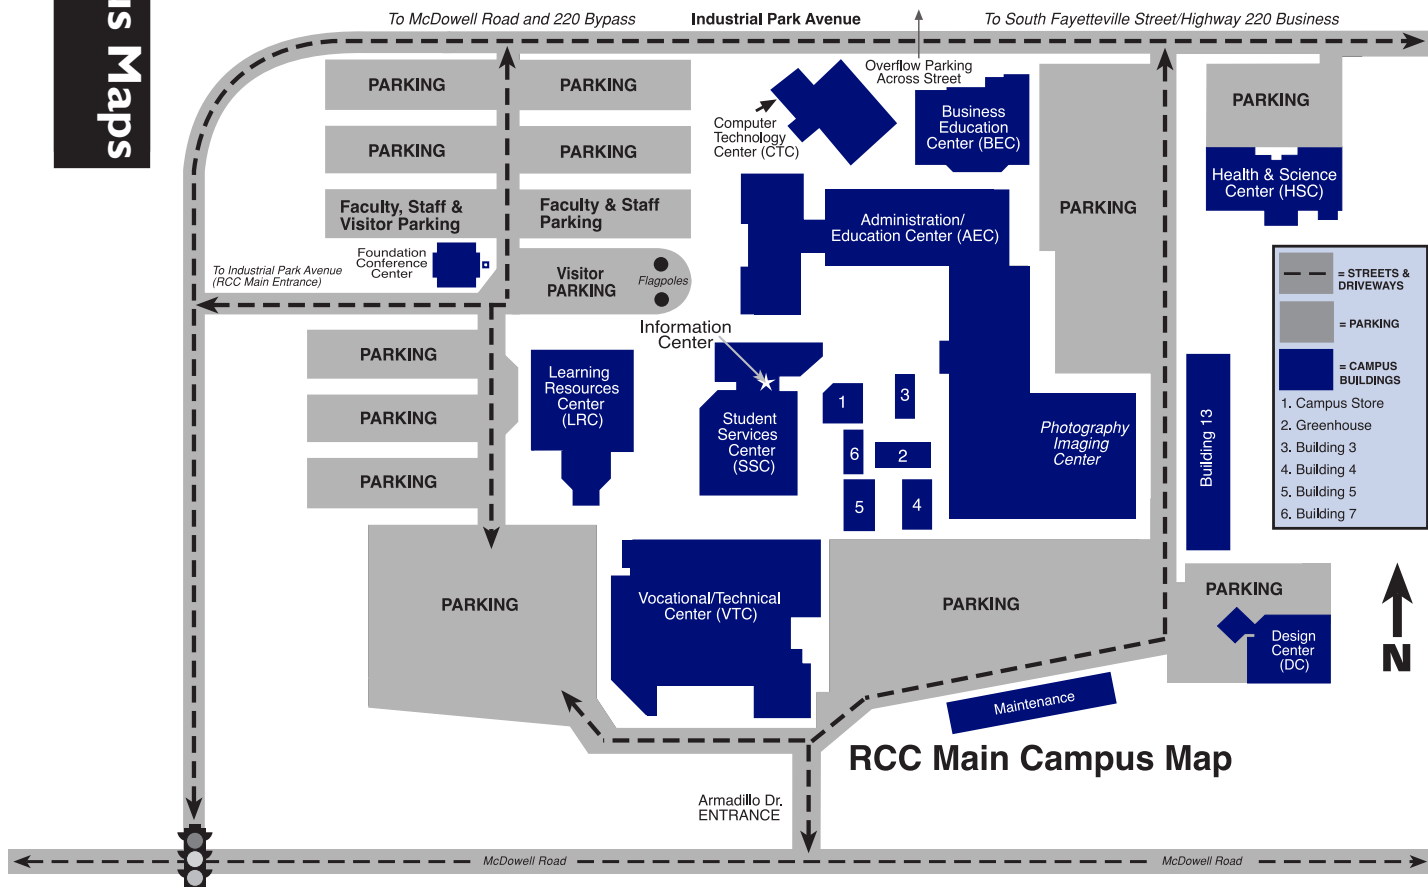 us Maps
To McDowell Road and 220 Bypass
Industrial Park Avenue
To South Fayetteville Street/Highway 220 Business
Overflow Parking
Across Street
PARKING
PARKING
PARKING
PARKING
Faculty, Staff &
Visitor Parking
Faculty & Staff
Parking
Computer
Technology
Center (CTC)
Business
Education
Center (BEC)
PARKING
PARKING
Health & Science
Center (HSC)
Administration/
Education Center (AEC)
Foundation
Conference
Center
To Industrial Park Avenue
(RCC Main Entrance)
Visitor
PARKING
Flagpoles
Information
Center
PARKING
PARKING
PARKING
Learning
Resources
Center
(LRC)
Student
Services
Center
(SSC)
1
3
6
2
5
4
Photography
Imaging
Center
Building 13
= STREETS &
DRIVEWAYS
= PARKING
= CAMPUS
BUILDINGS
1. Campus Store
2. Greenhouse
3. Building 3
4. Building 4
5. Building 5
6. Building 7
PARKING
Vocational/Technical
Center (VTC)
PARKING
PARKING
Design
Center
(DC)
N
Maintenance
RCC Main Campus Map
Armadillo Dr.
ENTRANCE
McDowell Road
McDowell Road